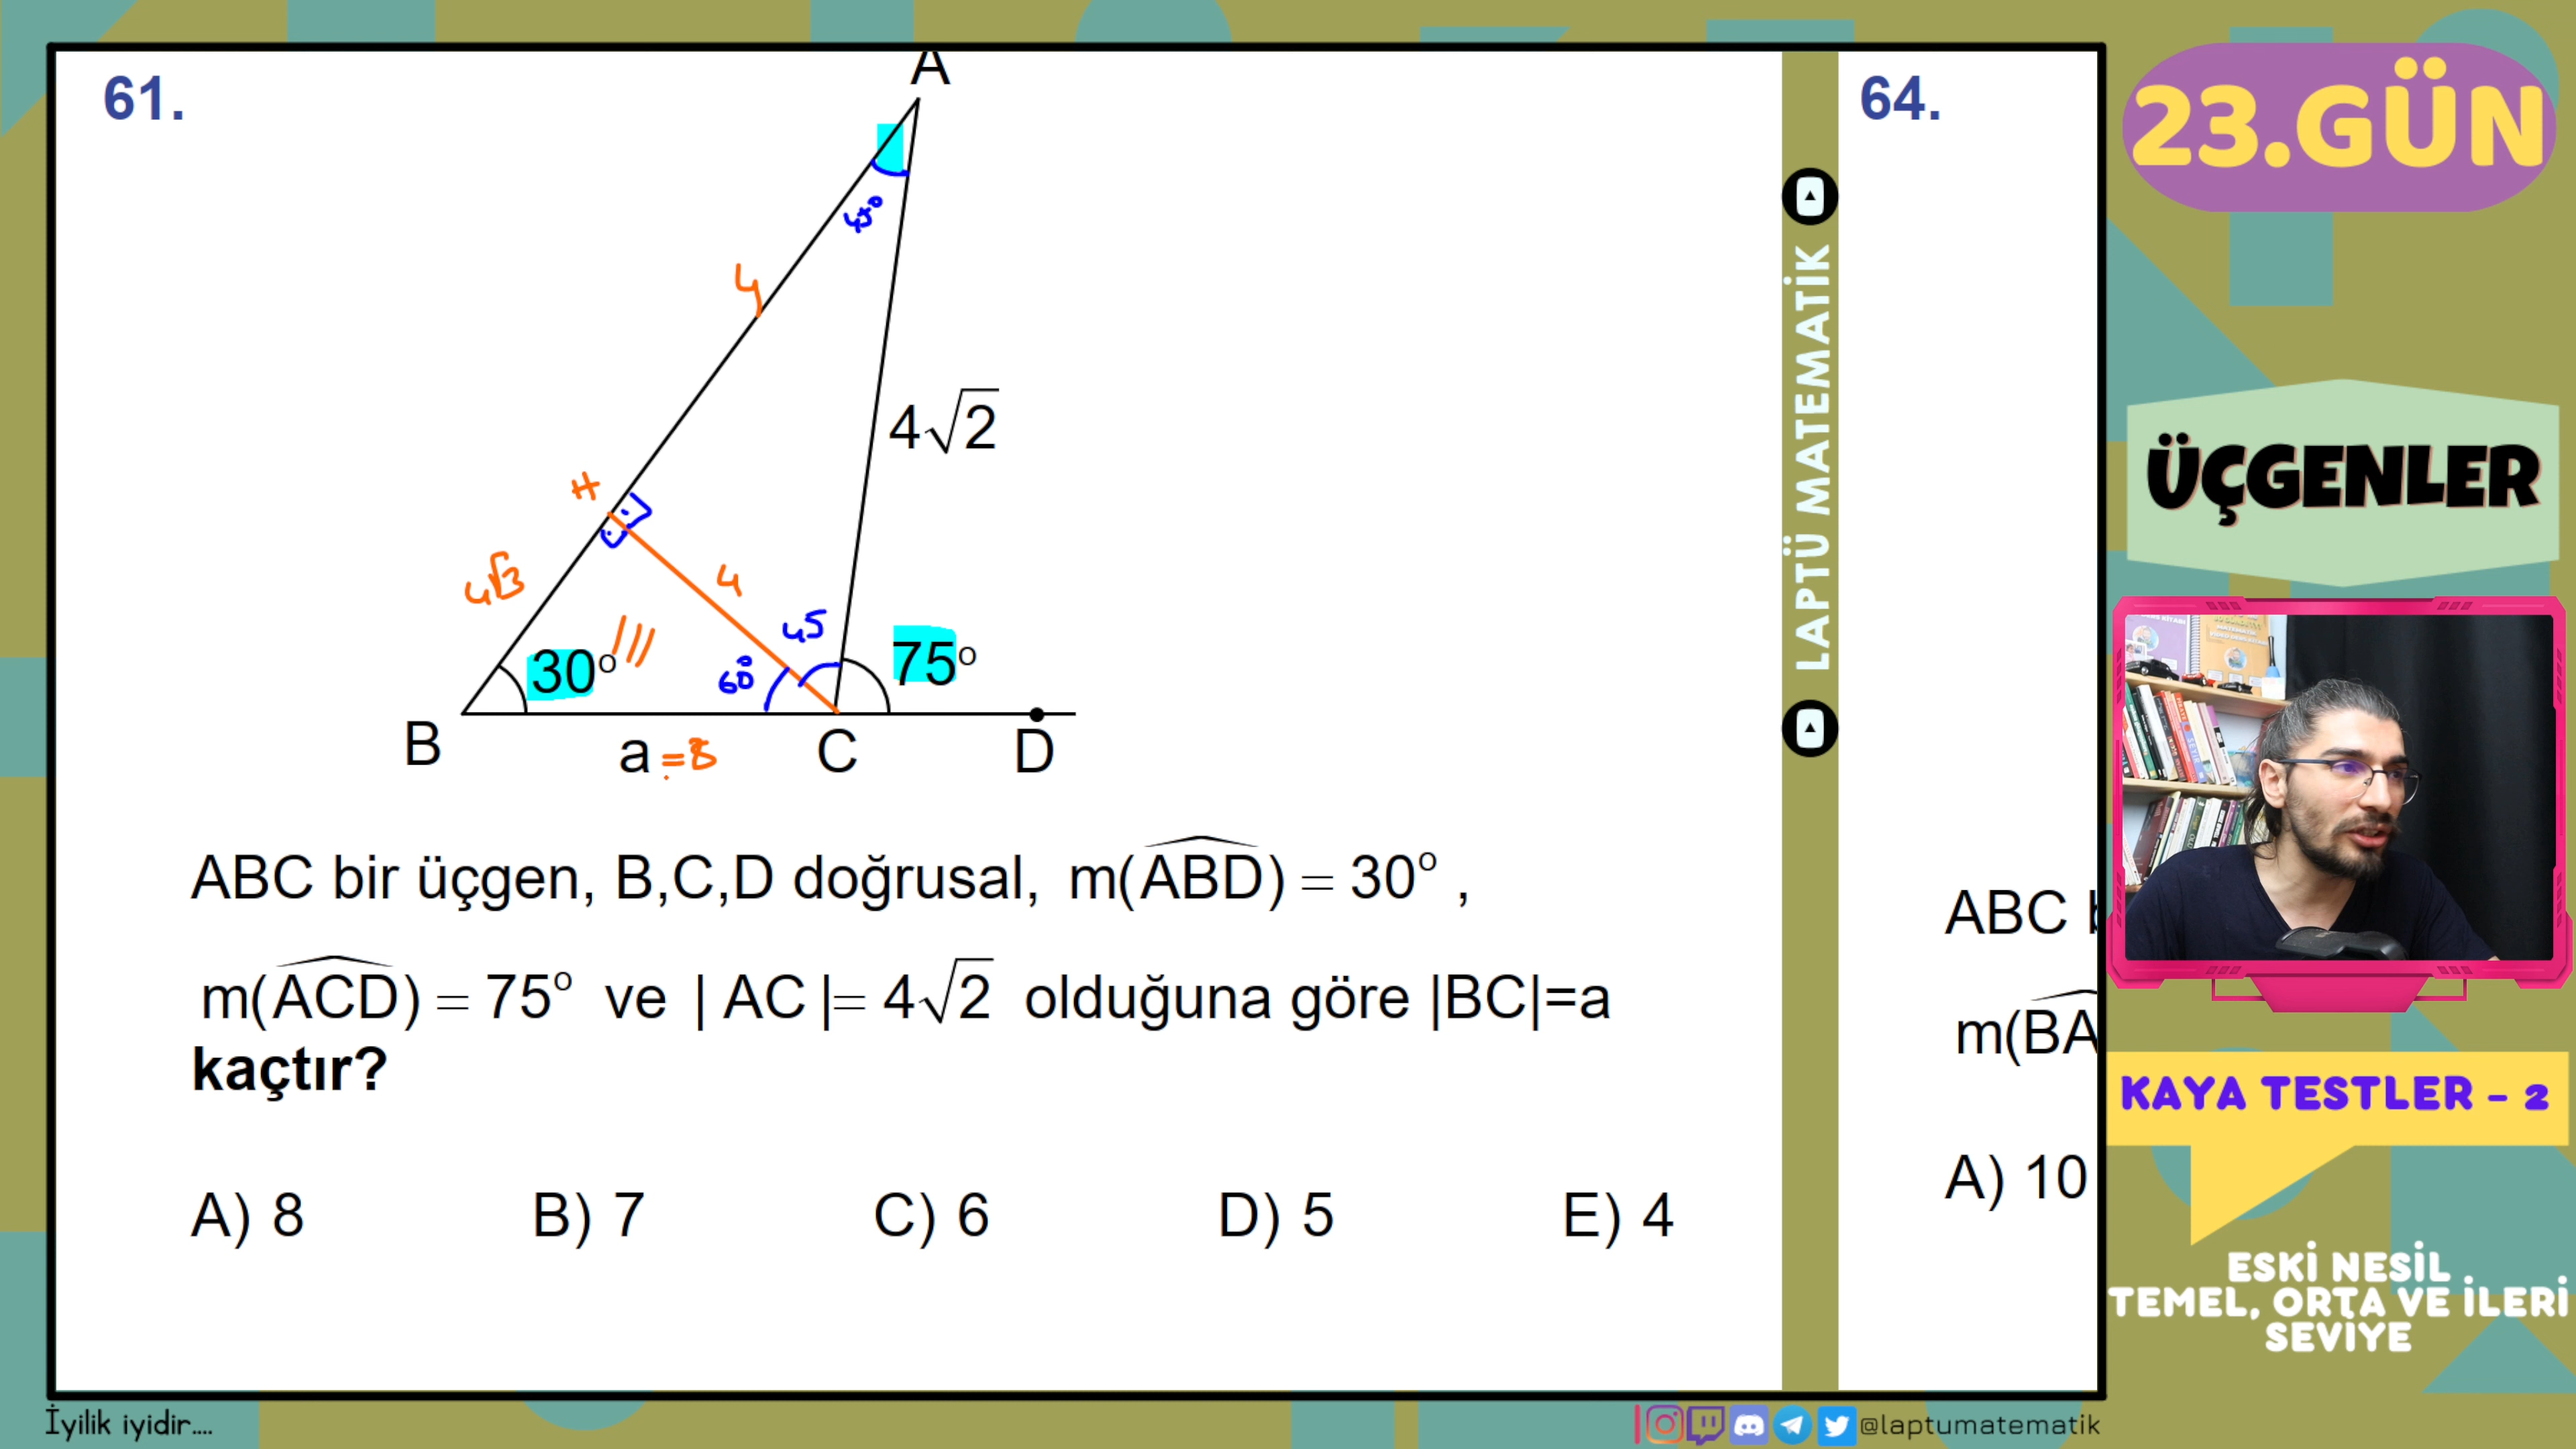 61.
A
45°
4
4√2
H
4√3
4
45
60°
30°
75°
B
a =8
C
D
ABC bir üçgen, B,C,D doğrusal, m(ABD) = 30° ,
m(ACD) = 75° ve | AC |= 4√2 olduğuna göre |BC|=a
kaçtır?
A) 8
B) 7
C) 6
D) 5
E) 4
LAPTÜ MATEMATİK
64.
ABC
m(BA
A) 10
23.GÜN
ÜÇGENLER
KAYA TESTLER - 2
ESKİ NESİL
TEMEL, ORTA VE İLERİ
SEVİYE
İyilik iyidir....
@laptumatematik